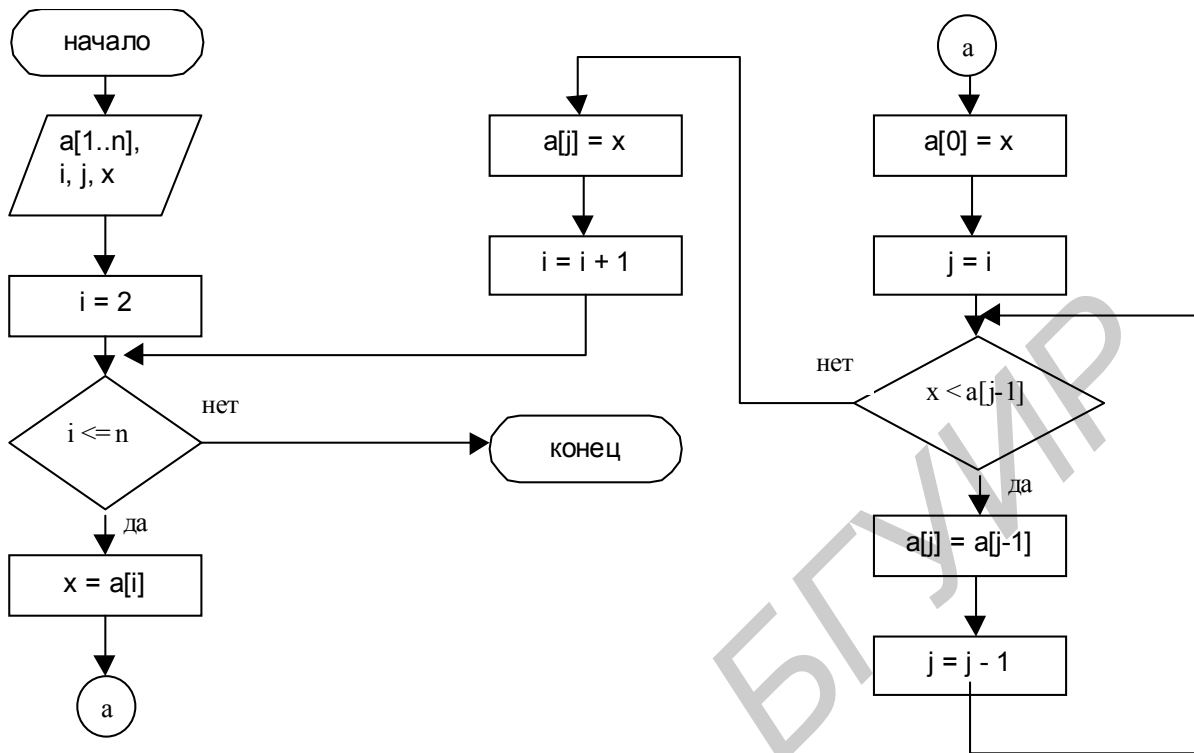 начало
a[1..n],
i, j, x
i = 2
i <= n
нет
да
x = a[i]
a
a[j] = x
i = i + 1
конец
a
a[0] = x
j = i
нет
x < a[j-1]
да
a[j] = a[j-1]
j = j - 1
БГУИР